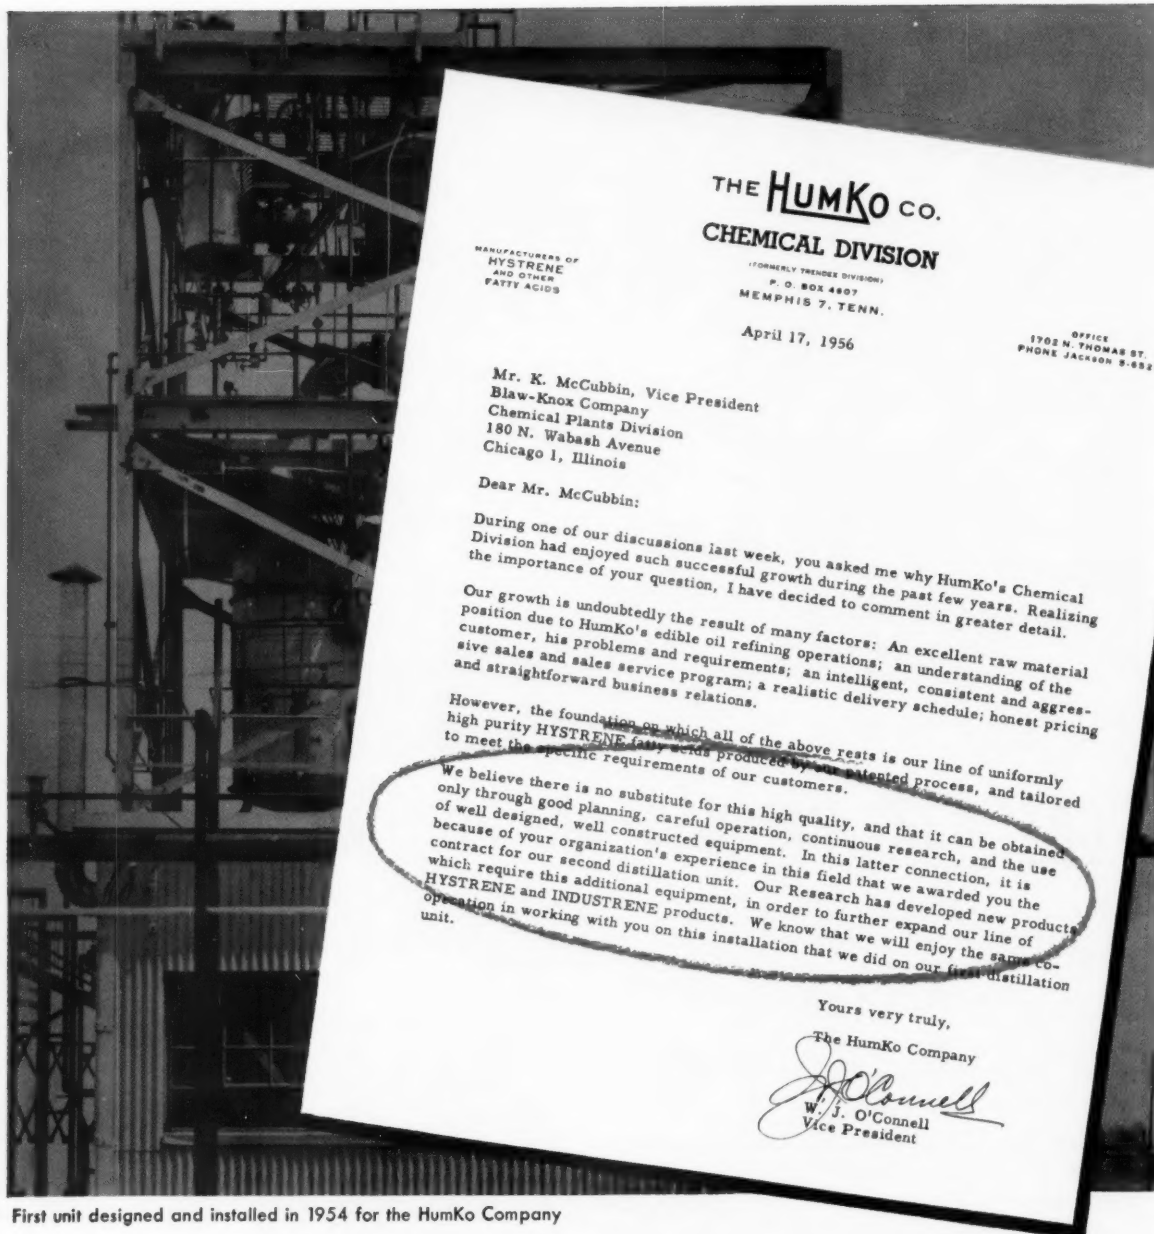 THE HUMKO CO.
CHEMICAL DIVISION
(FORMERLY TRENDEX DIVISION)
P. O. BOX 4607
MEMPHIS 7, TENN.
MANUFACTURERS OF
HYSTRENE
AND OTHER
FATTY ACIDS
OFFICE
1702 N. THOMAS ST.
PHONE JACKSON
April 17, 1956
Mr. K. McCubbin, Vice President
Blaw-Knox Company
Chemical Plants Division
180 N. Wabash Avenue
Chicago 1, Illinois
Dear Mr. McCubbin:
During one of our discussions last week, you asked me why HumKo's Chemical
Division had enjoyed such successful growth during the past few years. Realizing
the importance of your question, I have decided to comment in greater detail.
Our growth is undoubtedly the result of many factors: An excellent raw material
position due to HumKo's edible oil refining operations; an understanding of the
customer, his problems and requirements; an intelligent, consistent and aggres-
sive sales and sales service program; a realistic delivery schedule; honest pricing
and straightforward business relations.
However, the foundation on which all of the above rests is our line of uniformly
high purity HYSTRENE fatty acids produced by our patented process, and tailored
to meet the specific requirements of our customers.
We believe there is no substitute for this high quality, and that it can be obtained
only through good planning, careful operation, continuous research, and the use
of well designed, well constructed equipment. In this latter connection, it is
because of your organization's experience in this field that we awarded you the
contract for our second distillation unit. Our Research has developed new products
which require this additional equipment, in order to further expand our line of
HYSTRENE and INDUSTRENE products. We know that we will enjoy the same co-
operation in working with you on this installation that we did on our first distillation
unit.
Yours very truly,
The HumKo Company
W J O'Connell
W. J. O'Connell
Vice President
First unit designed and installed in 1954 for the HumKo Company